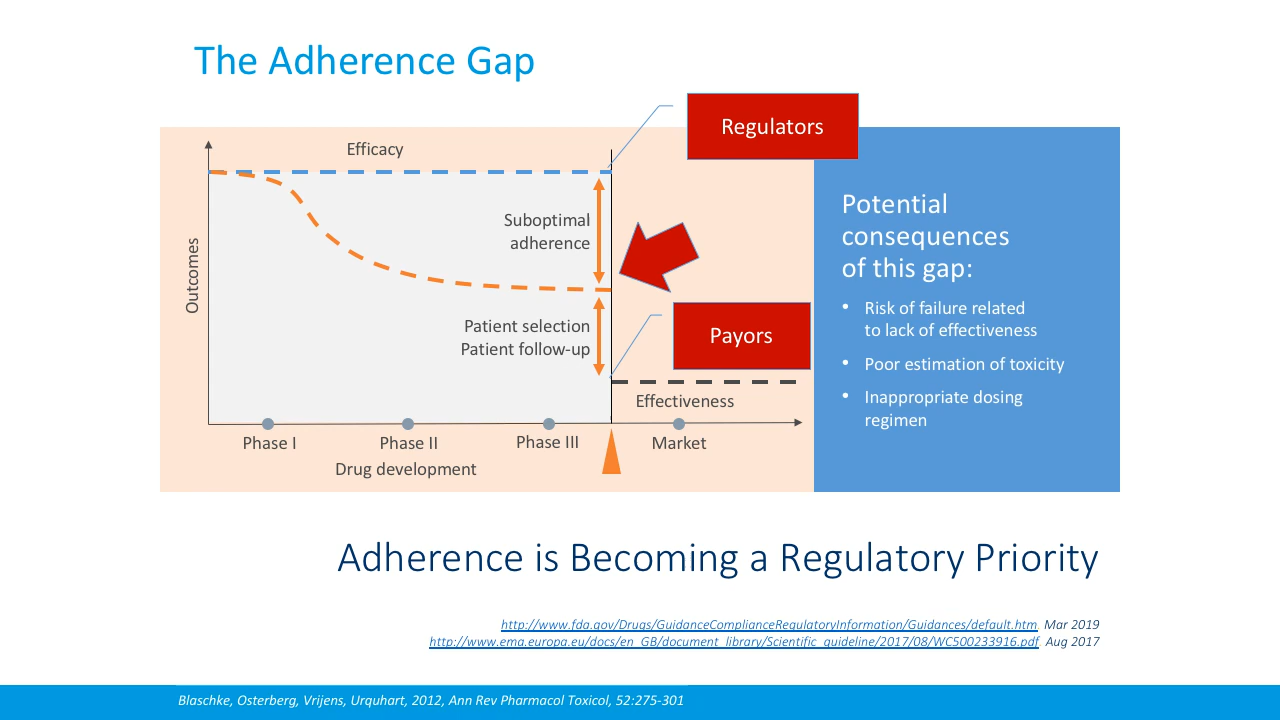 The Adherence Gap
Regulators
Efficacy
Suboptimal
adherence
Outcomes
Patient selection
Patient follow-up
Payors
Effectiveness
Phase I
Phase II
Phase III
Market
Drug development
Potential
consequences
of this gap:
• Risk of failure related
to lack of effectiveness
• Poor estimation of toxicity
• Inappropriate dosing
regimen
Adherence is Becoming a Regulatory Priority
http://www.fda.gov/Drugs/GuidanceComplianceRegulatoryInformation/Guidances/default.htm Mar 2019
http://www.ema.europa.eu/docs/en_GB/document_library/Scientific_guideline/2017/08/WC500233916.pdf Aug 2017
Blaschke, Osterberg, Vrijens, Urquhart, 2012, Ann Rev Pharmacol Toxicol, 52:275-301